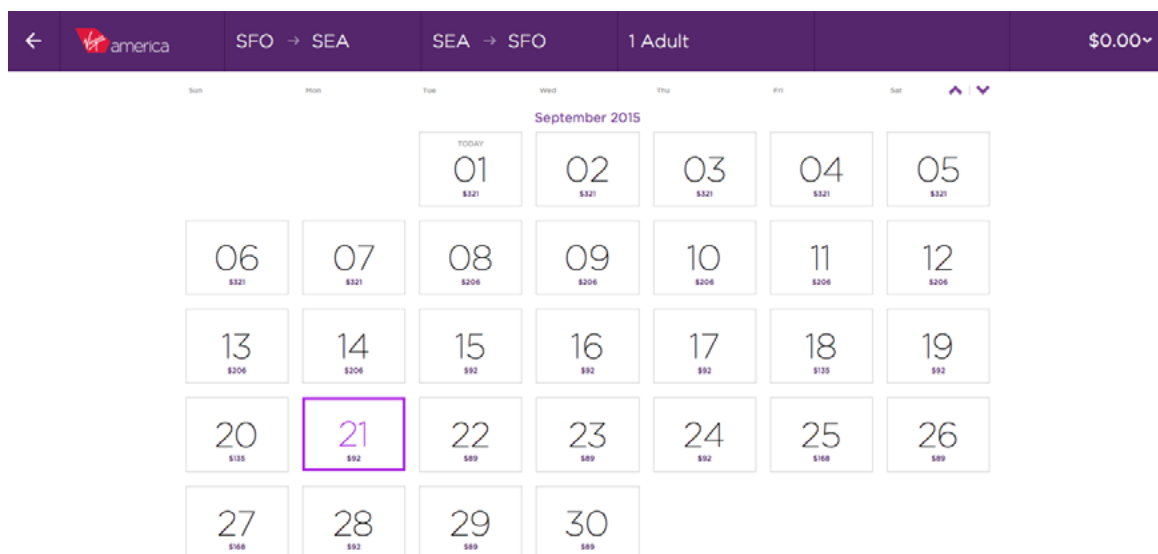 ← Virgin america SFO → SEA SEA → SFO 1 Adult $0.00
Sun Mon Tue Wed Thu Fri Sat
September 2015
TODAY
01 02 03 04 05
$321 $321 $321 $321 $321
06 07 08 09 10 11 12
$321 $321 $206 $206 $206 $206 $206
13 14 15 16 17 18 19
$206 $206 $92 $92 $92 $135 $92
20 21 22 23 24 25 26
$135 $92 $89 $89 $92 $168 $89
27 28 29 30
$168 $92 $89 $89